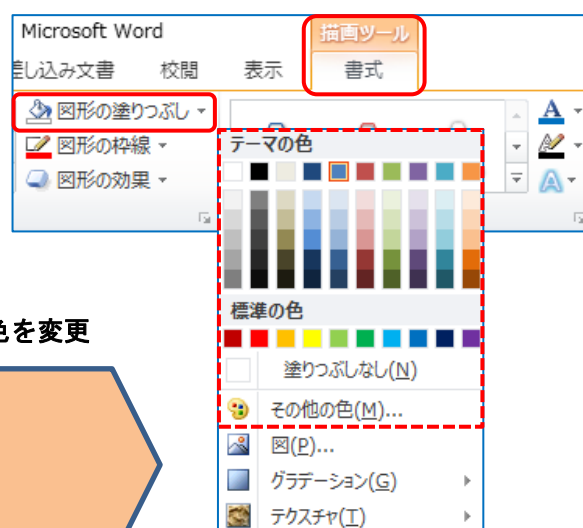 Microsoft Word
描画ツール
し込み文書 校閲 表示 書式
図形の塗りつぶし
図形の枠線
図形の効果
A
A
テーマの色
標準の色
塗りつぶしなし(N)
その他の色(M)...
図(P)...
グラデーション(G)
テクスチャ(T)
色を変更